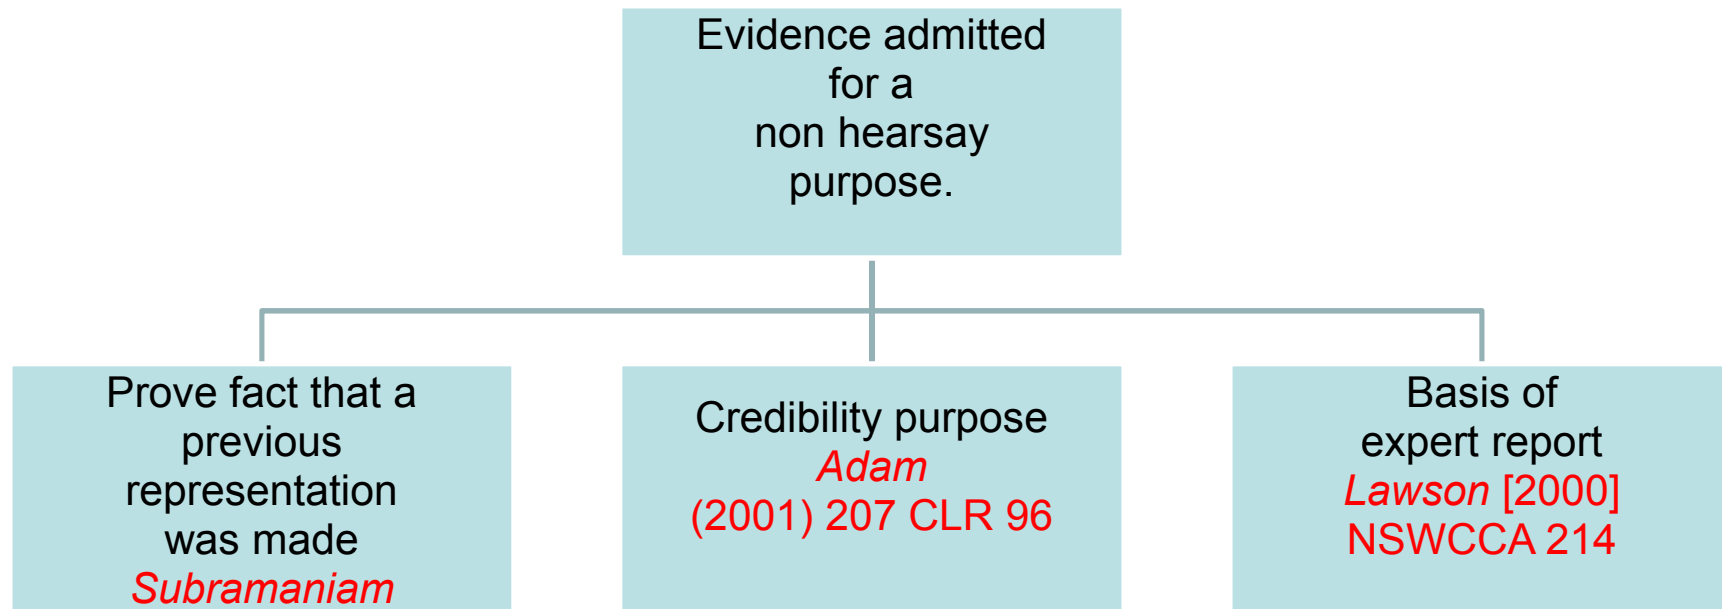 Evidence admitted
for a
non hearsay
purpose.
Prove fact that a
previous
representation
was made
Subramaniam
Credibility purpose
Adam
(2001) 207 CLR 96
Basis of
expert report
Lawson [2000]
NSWCCA 214